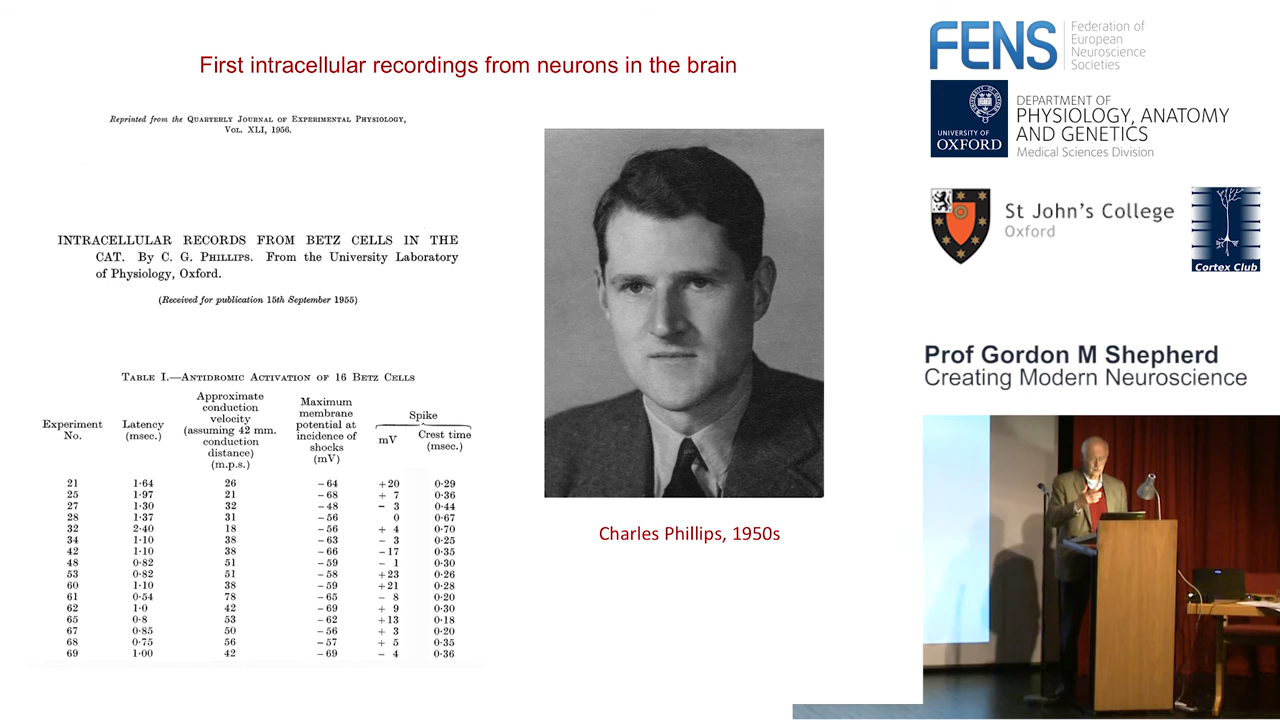 First intracellular recordings from neurons in the brain
Reprinted from the QUARTERLY JOURNAL OF EXPERIMENTAL PHYSIOLOGY,
VOL. XLI, 1956.
INTRACELLULAR RECORDS FROM BETZ CELLS IN THE
CAT. By C. G. PHILLIPS. From the University Laboratory
of Physiology, Oxford.
(Received for publication 15th September 1955)
TABLE I.—ANTIDROMIC ACTIVATION OF 16 BETZ CELLS
Experiment
No.
Latency
(msec.)
Approximate
conduction
velocity
(assuming 42 mm.
conduction
distance)
(m.p.s.)
Maximum
membrane
potential at
incidence of
shocks
(mV)
Spike
mV
Crest time
(msec.)
21 1·64 26 −64 +20 0·29
25 1·97 21 −68 + 7 0·36
27 1·30 32 −48 − 3 0·44
28 1·37 31 −56 0 0·67
32 2·40 18 −56 + 4 0·70
34 1·10 38 −63 − 3 0·25
42 1·10 38 −66 −17 0·35
48 0·82 51 −59 − 1 0·30
53 0·82 51 −58 +23 0·26
60 1·10 38 −59 +21 0·28
61 0·54 78 −65 − 8 0·20
62 1·0 42 −69 + 9 0·30
65 0·8 53 −62 +13 0·18
67 0·85 50 −56 + 3 0·20
68 0·75 56 −57 + 5 0·35
69 1·00 42 −69 − 4 0·36
Charles Phillips, 1950s
FENS
Federation of
European
Neuroscience
Societies
UNIVERSITY OF
OXFORD
DEPARTMENT OF
PHYSIOLOGY, ANATOMY
AND GENETICS
Medical Sciences Division
St John's College
Oxford
Cortex Club
Prof Gordon M Shepherd
Creating Modern Neuroscience